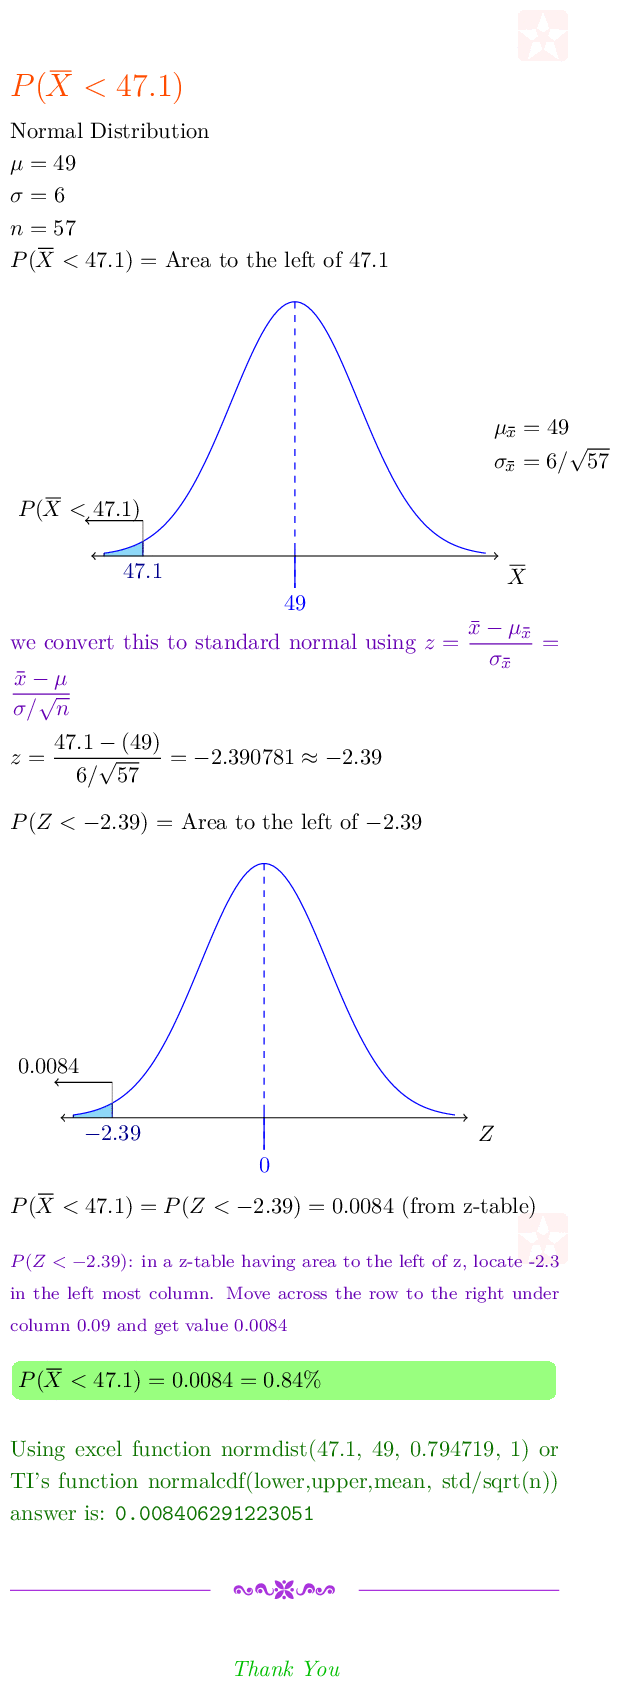 P(X̅ < 47.1)
Normal Distribution
μ = 49
σ = 6
n = 57
P(X̅ < 47.1) = Area to the left of 47.1
μx̄ = 49
σx̄ = 6/√57
P(X̅ < 47.1)
47.1
X̅
49
we convert this to standard normal using z = (x̄ − μx̄)/σx̄ =
(x̄ − μ)/(σ/√n)
z = (47.1 − (49))/(6/√57) = −2.390781 ≈ −2.39
P(Z < −2.39) = Area to the left of −2.39
0.0084
−2.39
Z
0
P(X̅ < 47.1) = P(Z < −2.39) = 0.0084 (from z-table)
P(Z < −2.39): in a z-table having area to the left of z, locate -2.3
in the left most column. Move across the row to the right under
column 0.09 and get value 0.0084
P(X̅ < 47.1) = 0.0084 = 0.84%
Using excel function normdist(47.1, 49, 0.794719, 1) or
TI's function normalcdf(lower,upper,mean, std/sqrt(n))
answer is: 0.008406291223051
Thank You